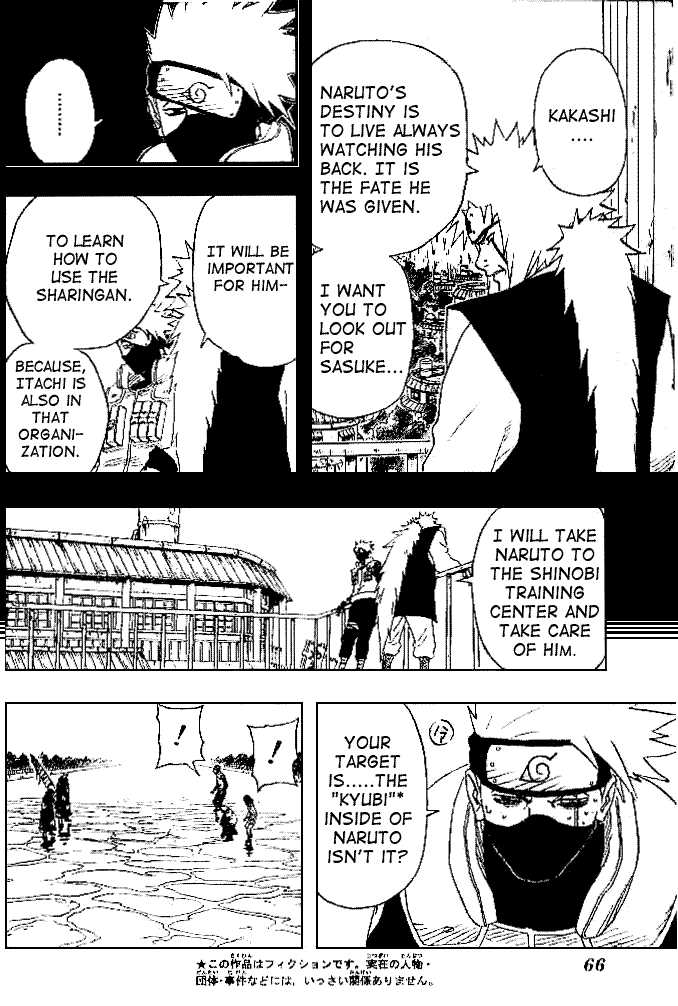 KAKASHI
....
NARUTO'S
DESTINY IS
TO LIVE ALWAYS
WATCHING HIS
BACK. IT IS
THE FATE HE
WAS GIVEN.
I WANT
YOU TO
LOOK OUT
FOR
SASUKE...
........
IT WILL BE
IMPORTANT
FOR HIM-
TO LEARN
HOW TO
USE THE
SHARINGAN.
BECAUSE,
ITACHI IS
ALSO IN
THAT
ORGANI-
ZATION.
I WILL TAKE
NARUTO TO
THE SHINOBI
TRAINING
CENTER AND
TAKE CARE
OF HIM.
YOUR
TARGET
IS.....THE
"KYUBI"*
INSIDE OF
NARUTO
ISN'T IT?
!
!
★この作品はフィクションです。実在の人物・
団体・事件などには、いっさい関係ありません。
66